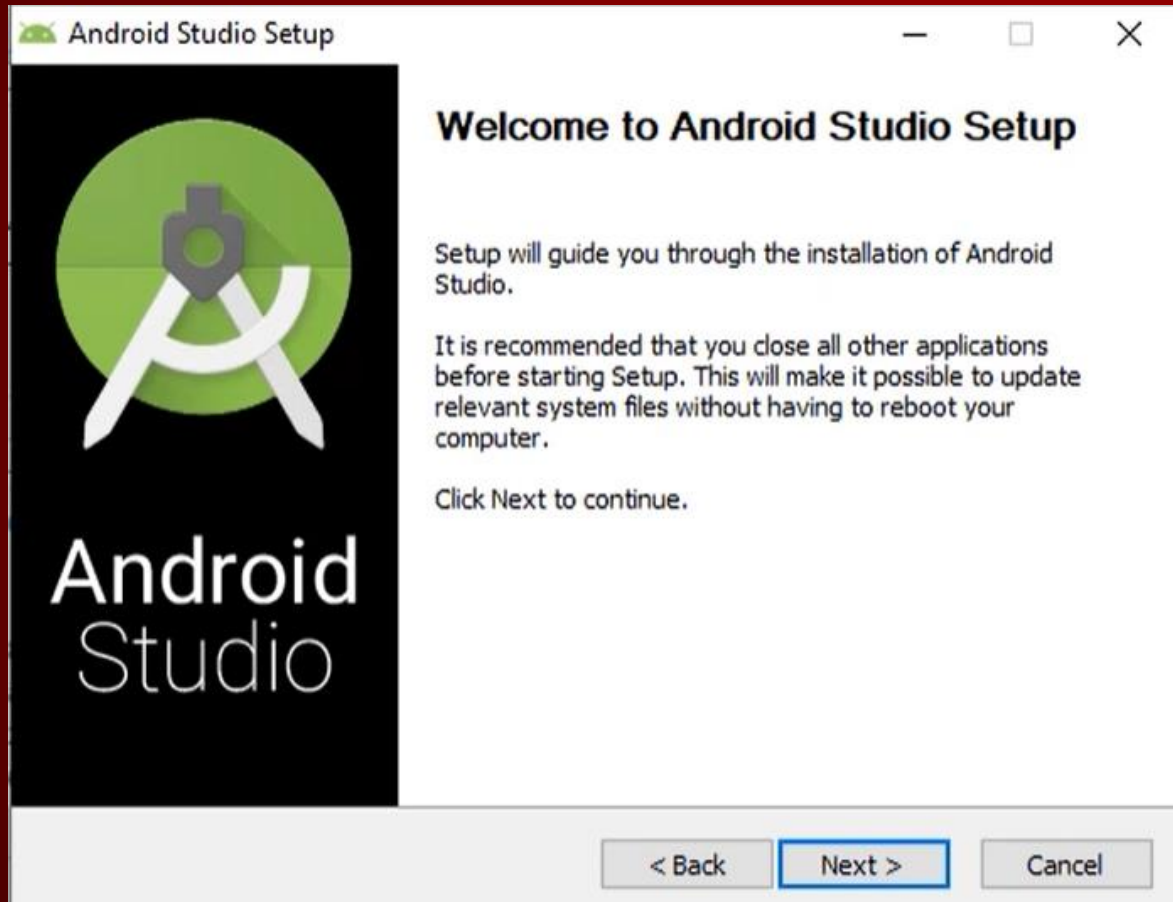 Android Studio Setup
Welcome to Android Studio Setup
Setup will guide you through the installation of Android
Studio.
It is recommended that you close all other applications
before starting Setup. This will make it possible to update
relevant system files without having to reboot your
computer.
Click Next to continue.
Android
Studio
< Back Next > Cancel